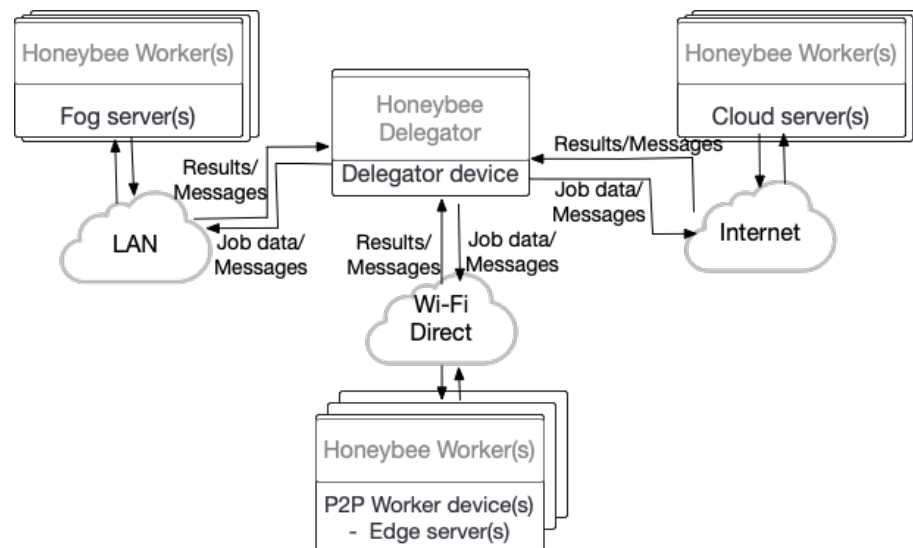 Honeybee Worker(s)
Fog server(s)
Honeybee
Delegator
Delegator device
Honeybee Worker(s)
Cloud server(s)
Results/
Messages
LAN
Job data/
Messages
Results/Messages
Job data/
Messages
Internet
Results/
Messages
Job data/
Messages
Wi-Fi
Direct
Honeybee Worker(s)
P2P Worker device(s)
- Edge server(s)